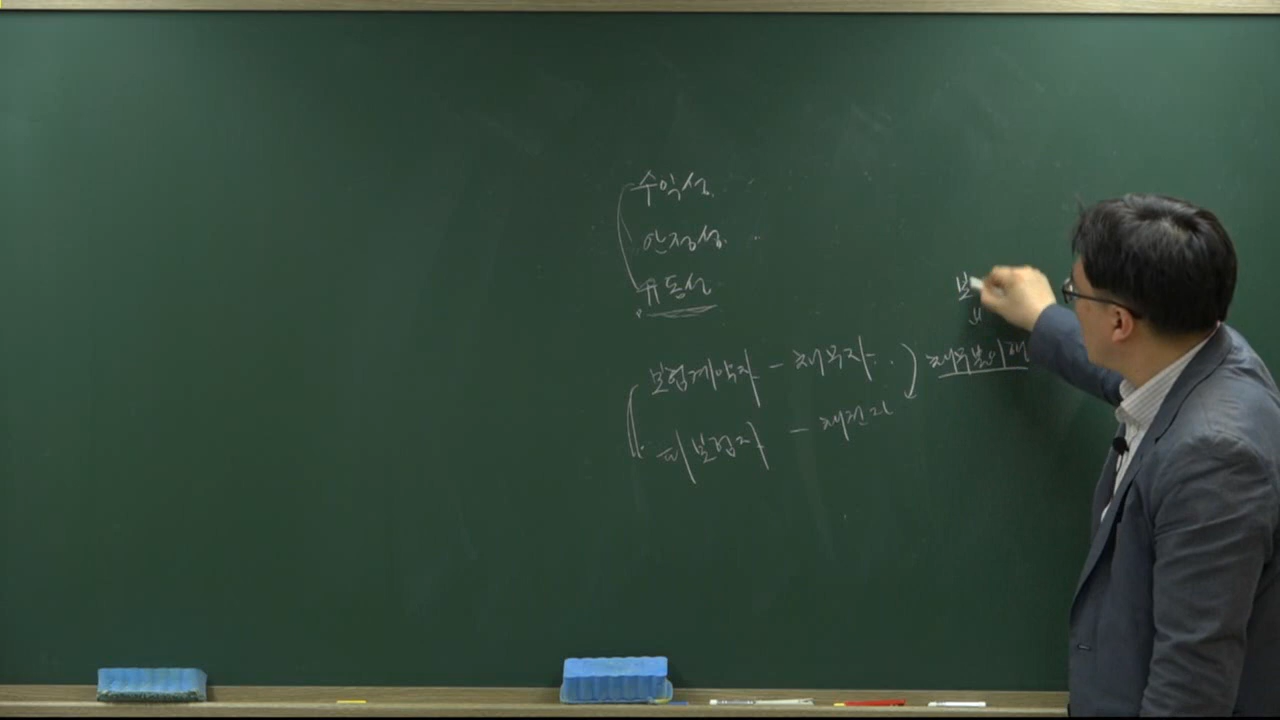 수익성
안정성
유동성
보
보험계약자 - 채무자 채무불이행
피보험자 - 채권자